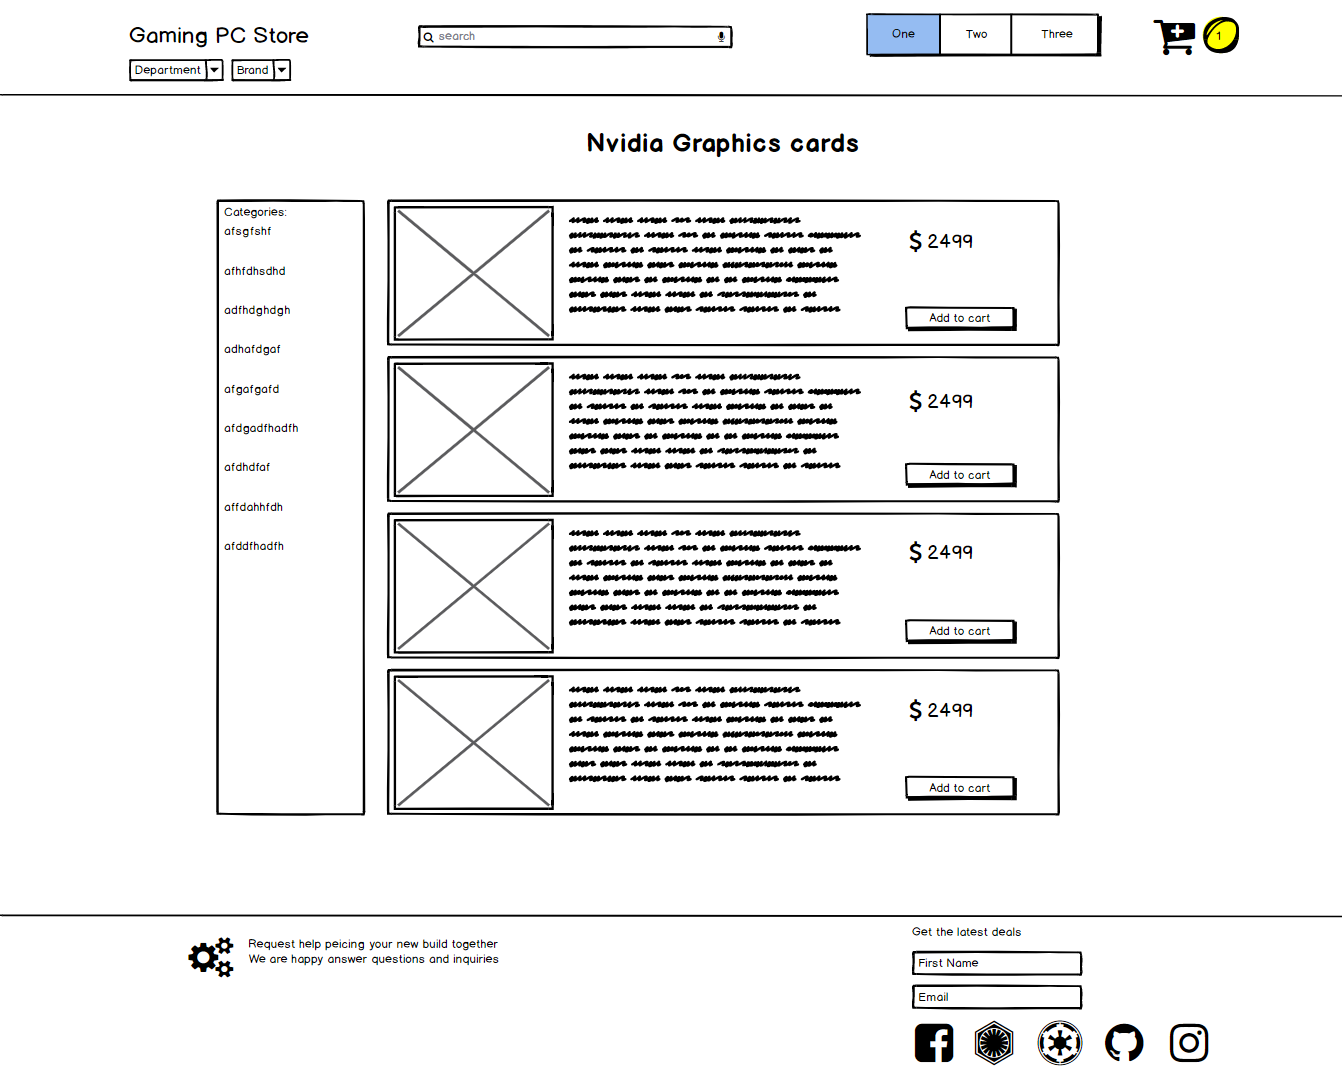 Gaming PC Store
search
One Two Three
1
Department Brand
Nvidia Graphics cards
Categories:
afsgfshf
afhfdhsdhd
adfhdghdgh
adhafdgaf
afgafgafd
afdgadfhadfh
afdhdfaf
affdahhfdh
afddfhadfh
$ 2499
Add to cart
$ 2499
Add to cart
$ 2499
Add to cart
$ 2499
Add to cart
Request help peicing your new build together
We are happy answer questions and inquiries
Get the latest deals
First Name
Email